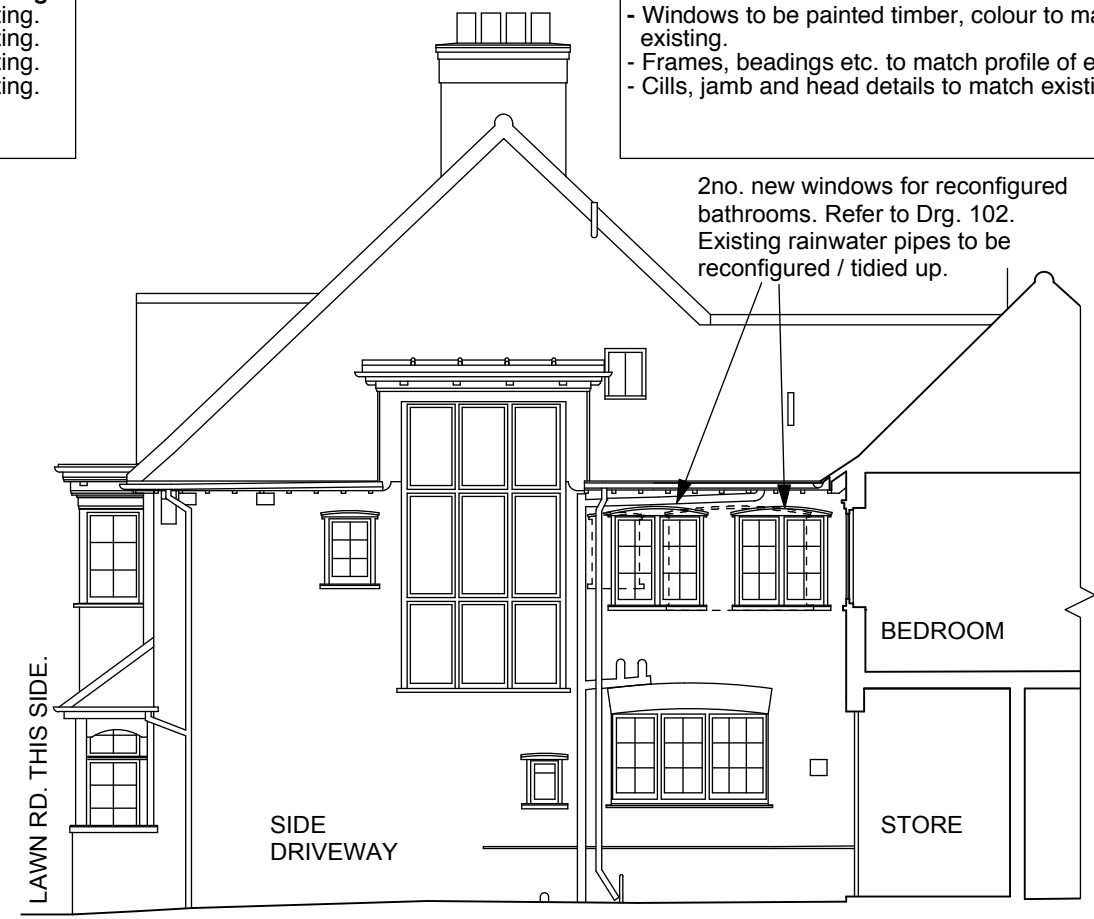 ting.
ting.
ting.
ting.
- Windows to be painted timber, colour to ma
existing.
- Frames, beadings etc. to match profile of e
- Cills, jamb and head details to match existi
2no. new windows for reconfigured
bathrooms. Refer to Drg. 102.
Existing rainwater pipes to be
reconfigured / tidied up.
BEDROOM
LAWN RD. THIS SIDE.
SIDE
DRIVEWAY
STORE